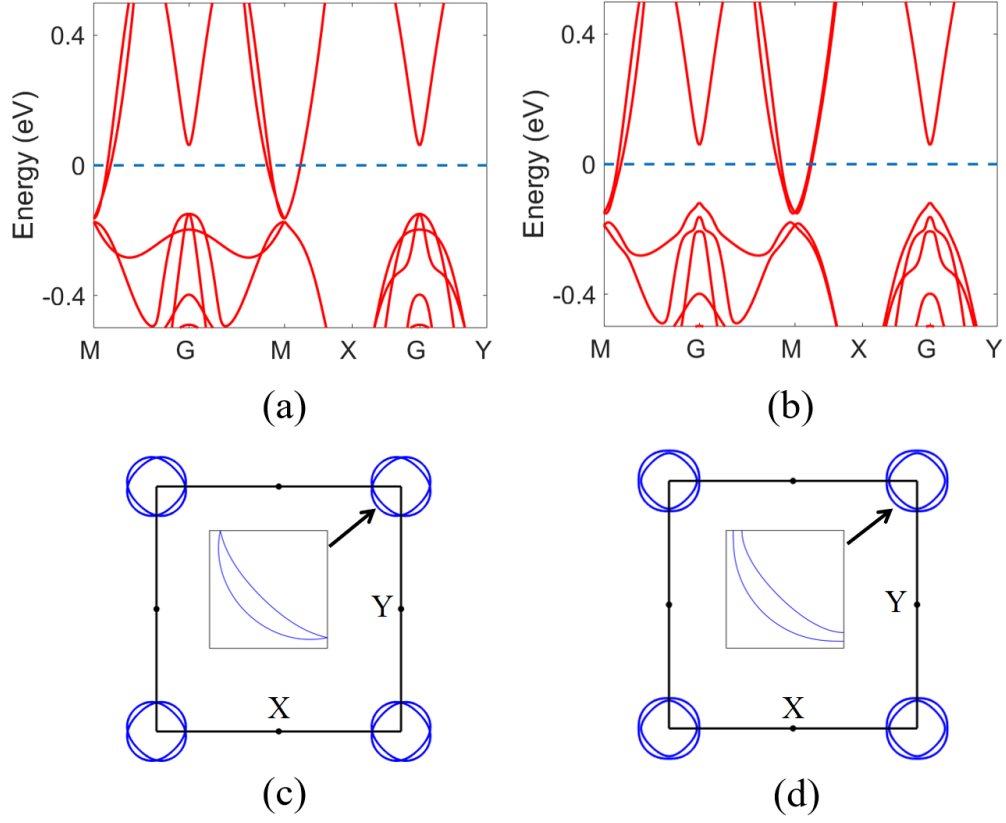 Energy (eV)
0.4
0
-0.4
M G M X G Y
(a)
Energy (eV)
0.4
0
-0.4
M G M X G Y
(b)
Y
X
(c)
Y
X
(d)